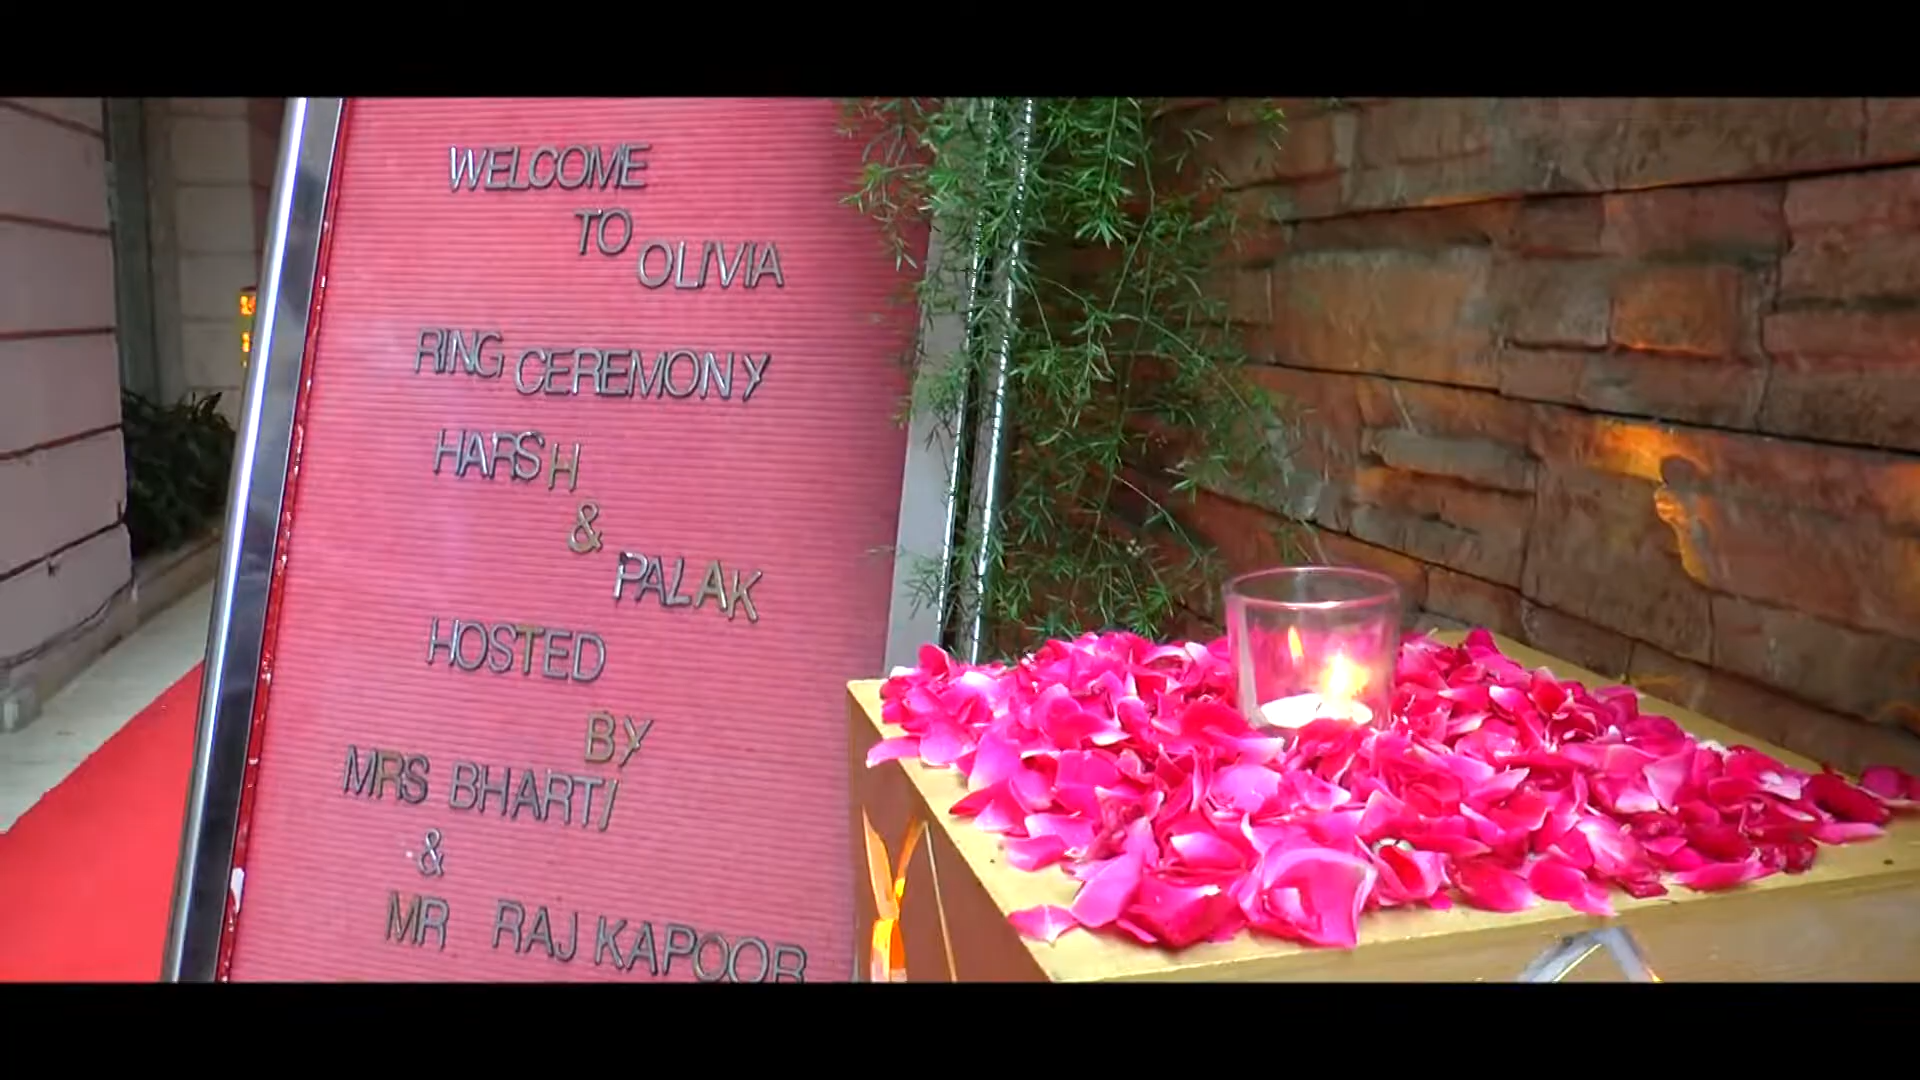 WELCOME
TO OLIVIA
RING CEREMONY
HARSH
&
PALAK
HOSTED
BY
MRS BHARTI
&
MR RAJ KAPOOR